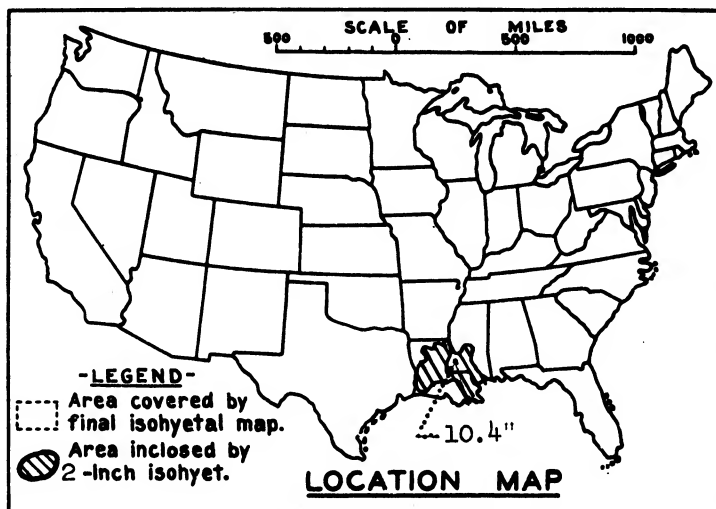 SCALE OF MILES
500 0 500 1000
-LEGEND-
Area covered by
final isohyetal map.
Area inclosed by
2-inch isohyet.
10.4"
LOCATION MAP